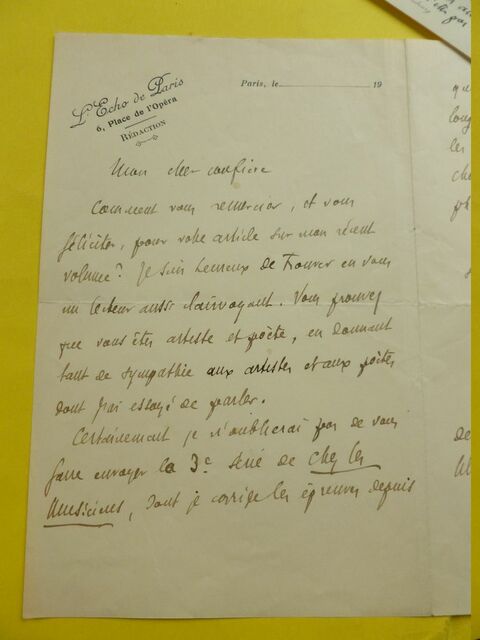 L'Echo de Paris
6, Place de l'Opéra
RÉDACTION
Paris, le 19
Mon cher confrère
Comment vous remercier, et vous
féliciter, pour votre article sur mon récent
volume? Je suis heureux de trouver en vous
un lecteur aussi clairvoyant. Vous prouvez
que vous êtes artiste et poète, en donnant
tant de sympathie aux artistes et aux poètes
dont j'ai essayé de parler.
Certainement je n'oublierai pas de vous
faire envoyer la 3e série de Chez les
Musiciens, dont je corrige les épreuves depuis
les
de